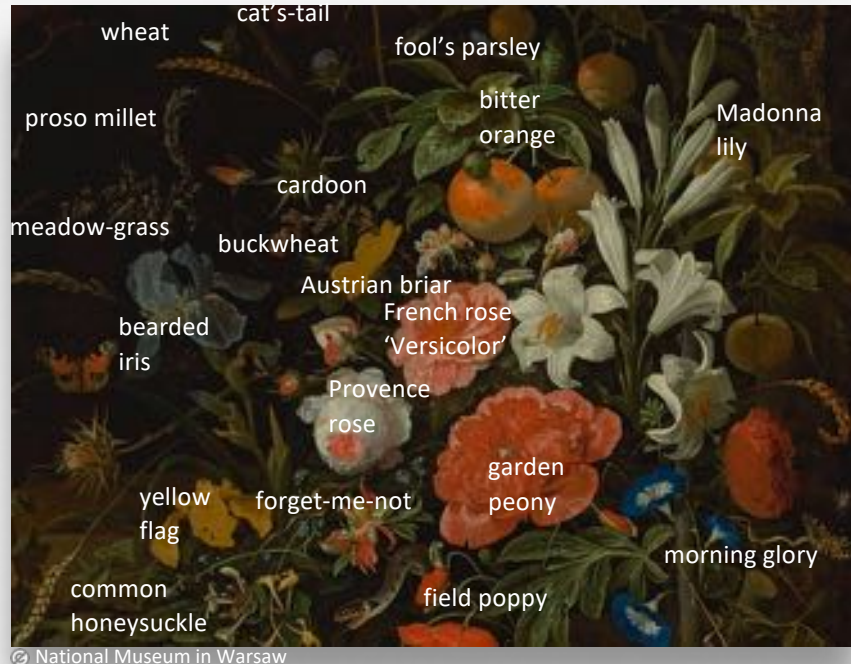 cat's-tail
wheat
fool's parsley
bitter
orange
Madonna
lily
proso millet
cardoon
meadow-grass
buckwheat
Austrian briar
French rose
‘Versicolor’
bearded
iris
Provence
rose
garden
peony
yellow
flag
forget-me-not
morning glory
common
honeysuckle
field poppy
© National Museum in Warsaw